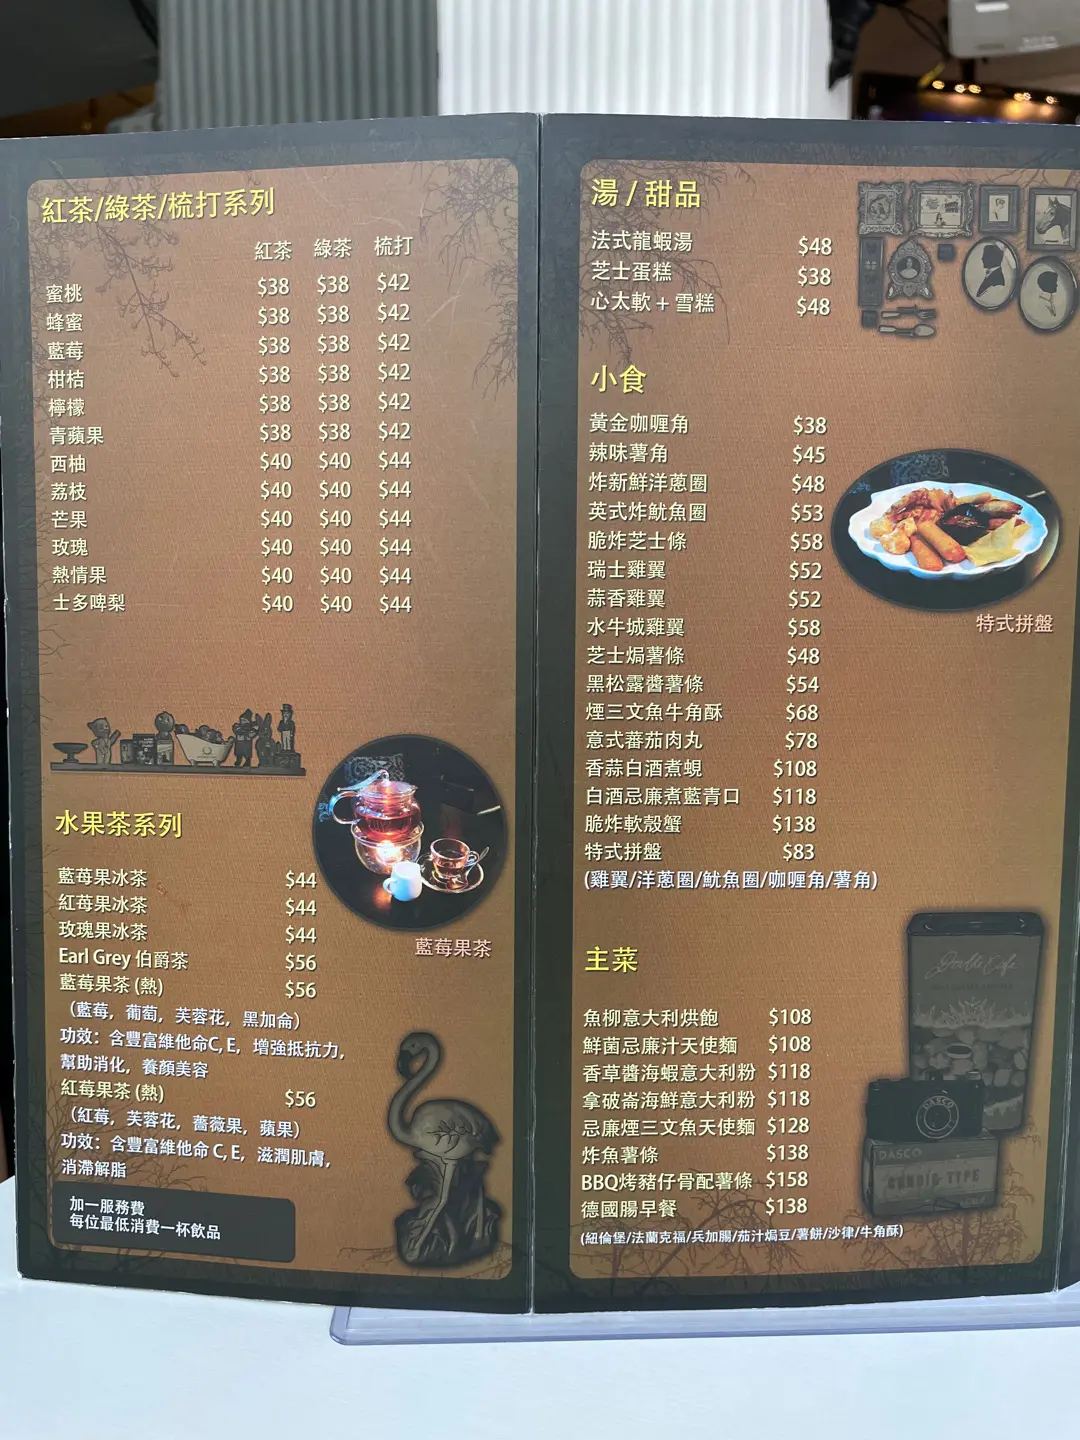 紅茶/綠茶/梳打系列
紅茶 綠茶 梳打
蜜桃 $38 $38 $42
蜂蜜 $38 $38 $42
藍莓 $38 $38 $42
柑桔 $38 $38 $42
檸檬 $38 $38 $42
青蘋果 $38 $38 $42
西柚 $40 $40 $44
荔枝 $40 $40 $44
芒果 $40 $40 $44
玫瑰 $40 $40 $44
熱情果 $40 $40 $44
士多啤梨 $40 $40 $44
水果茶系列
藍莓果冰茶 $44
紅莓果冰茶 $44
玫瑰果冰茶 $44
Earl Grey 伯爵茶 $56
藍莓果茶 (熱) $56
(藍莓，葡萄，芙蓉花，黑加侖)
功效：含豐富維他命C, E，增強抵抗力，
幫助消化，養顏美容
紅莓果茶 (熱) $56
(紅莓，芙蓉花，薔薇果，蘋果)
功效：含豐富維他命 C, E，滋潤肌膚，
消滯解脂
藍莓果茶
加一服務費
每位最低消費一杯飲品
湯 / 甜品
法式龍蝦湯 $48
芝士蛋糕 $38
心太軟 + 雪糕 $48
小食
黃金咖喱角 $38
辣味薯角 $45
炸新鮮洋蔥圈 $48
英式炸魷魚圈 $53
脆炸芝士條 $58
瑞士雞翼 $52
蒜香雞翼 $52
水牛城雞翼 $58
芝士焗薯條 $48
黑松露醬薯條 $54
煙三文魚牛角酥 $68
意式蕃茄肉丸 $78
香蒜白酒煮蜆 $108
白酒忌廉煮藍青口 $118
脆炸軟殼蟹 $138
特式拼盤 $83
(雞翼/洋蔥圈/魷魚圈/咖喱角/薯角)
特式拼盤
主菜
魚柳意大利烘飽 $108
鮮菌忌廉汁天使麵 $108
香草醬海蝦意大利粉 $118
拿破崙海鮮意大利粉 $118
忌廉煙三文魚天使麵 $128
炸魚薯條 $138
BBQ烤豬仔骨配薯條 $158
德國腸早餐 $138
(紐倫堡/法蘭克福/兵加腸/茄汁焗豆/薯餅/沙律/牛角酥)
DASCO
DASCO